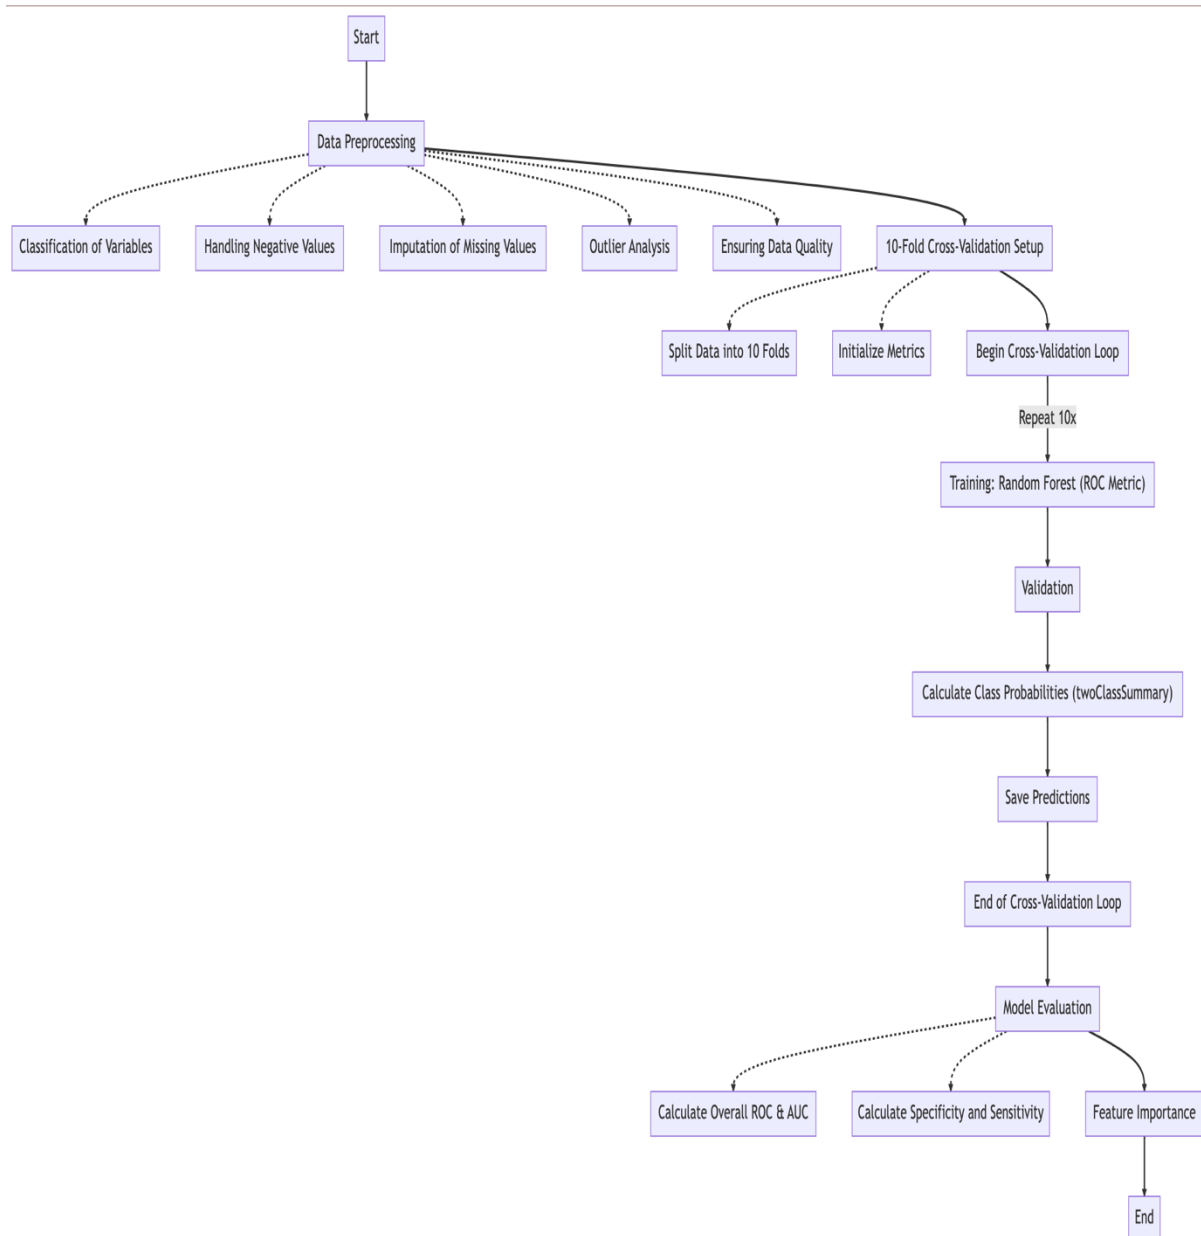 Start
Data Preprocessing
Classification of Variables
Handling Negative Values
Imputation of Missing Values
Outlier Analysis
Ensuring Data Quality
10-Fold Cross-Validation Setup
Split Data into 10 Folds
Initialize Metrics
Begin Cross-Validation Loop
Repeat 10x
Training: Random Forest (ROC Metric)
Validation
Calculate Class Probabilities (twoClassSummary)
Save Predictions
End of Cross-Validation Loop
Model Evaluation
Calculate Overall ROC & AUC
Calculate Specificity and Sensitivity
Feature Importance
End